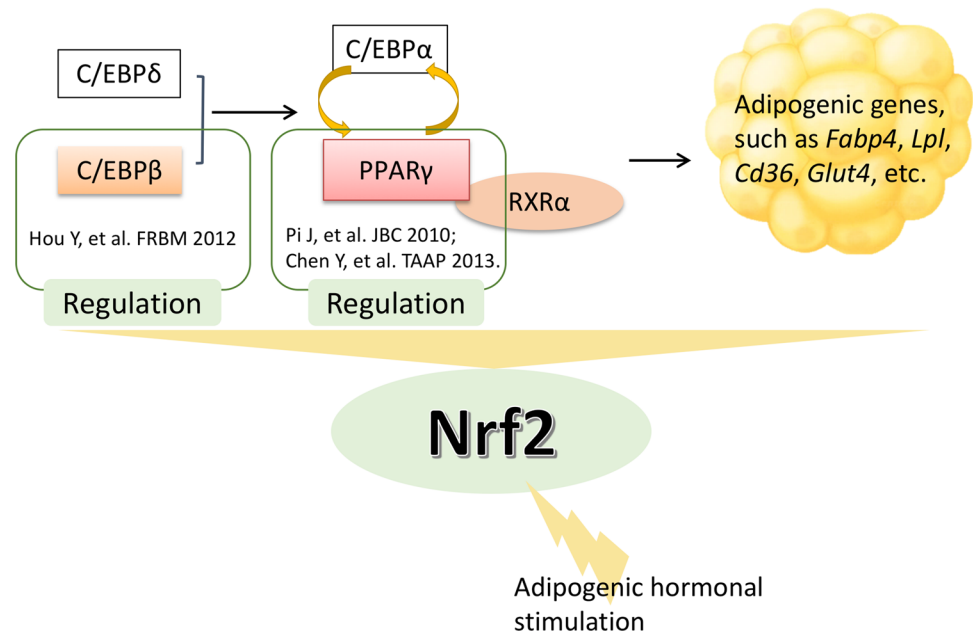 C/EBPδ
C/EBPβ
Hou Y, et al. FRBM 2012
Regulation
C/EBPα
PPARγ
RXRα
Pi J, et al. JBC 2010;
Chen Y, et al. TAAP 2013.
Regulation
Adipogenic genes,
such as Fabp4, Lpl,
Cd36, Glut4, etc.
Nrf2
Adipogenic hormonal
stimulation